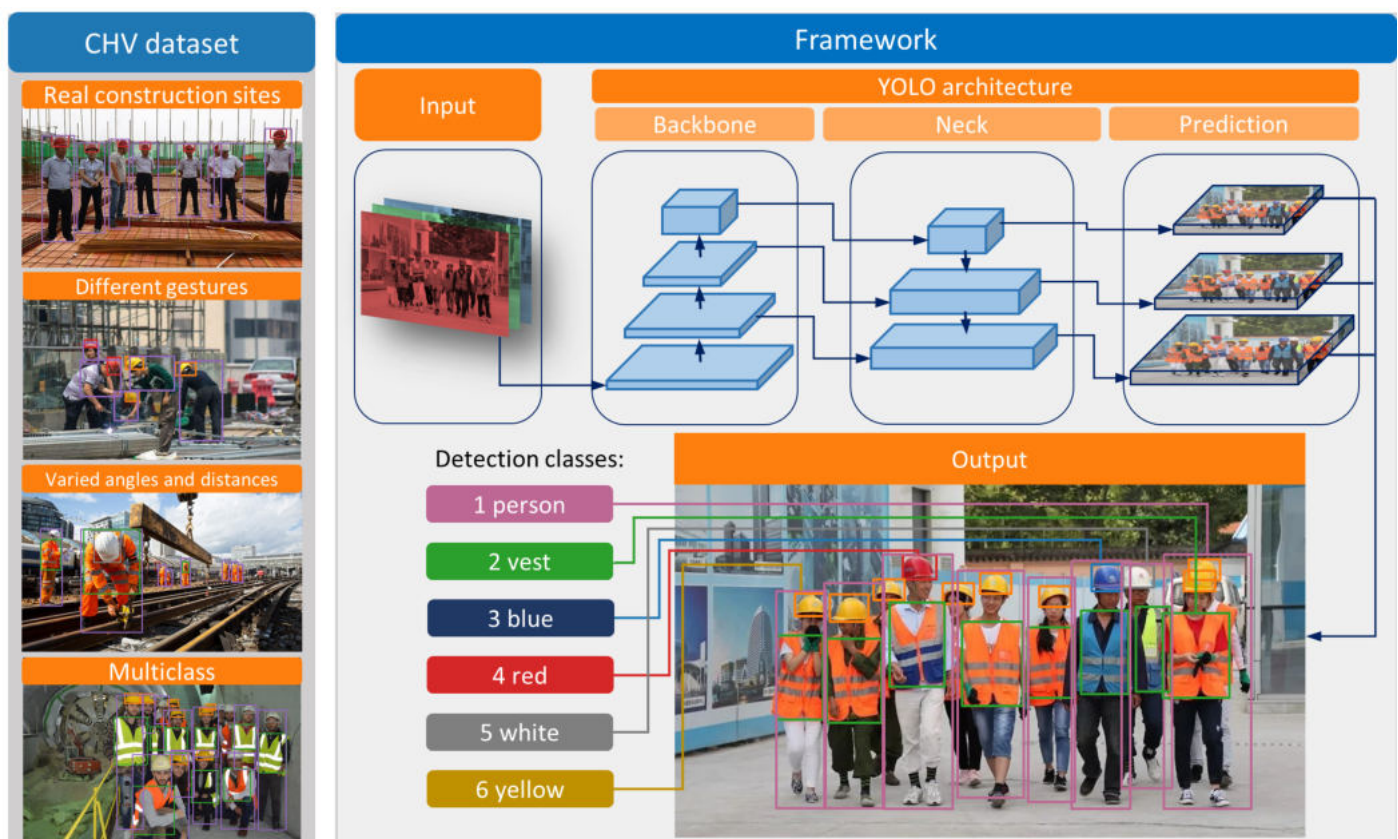 CHV dataset
Real construction sites
Different gestures
Varied angles and distances
Multiclass
Framework
Input
YOLO architecture
Backbone
Neck
Prediction
Detection classes:
1 person
2 vest
3 blue
4 red
5 white
6 yellow
Output